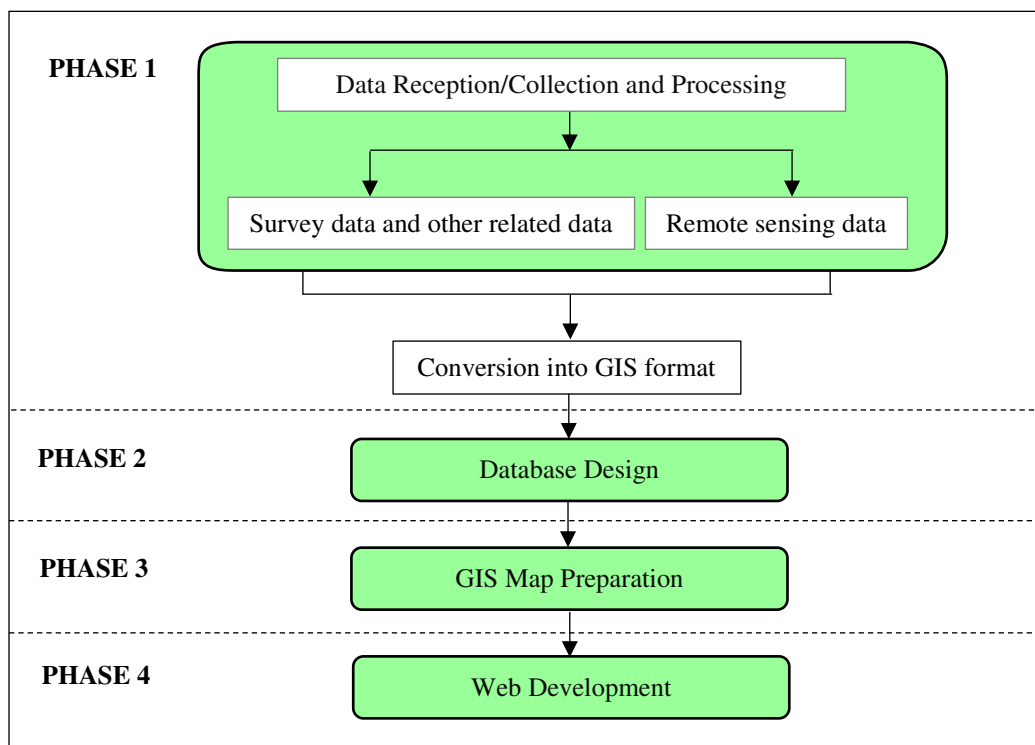 PHASE 1
Data Reception/Collection and Processing
Survey data and other related data
Remote sensing data
Conversion into GIS format
PHASE 2
Database Design
PHASE 3
GIS Map Preparation
PHASE 4
Web Development